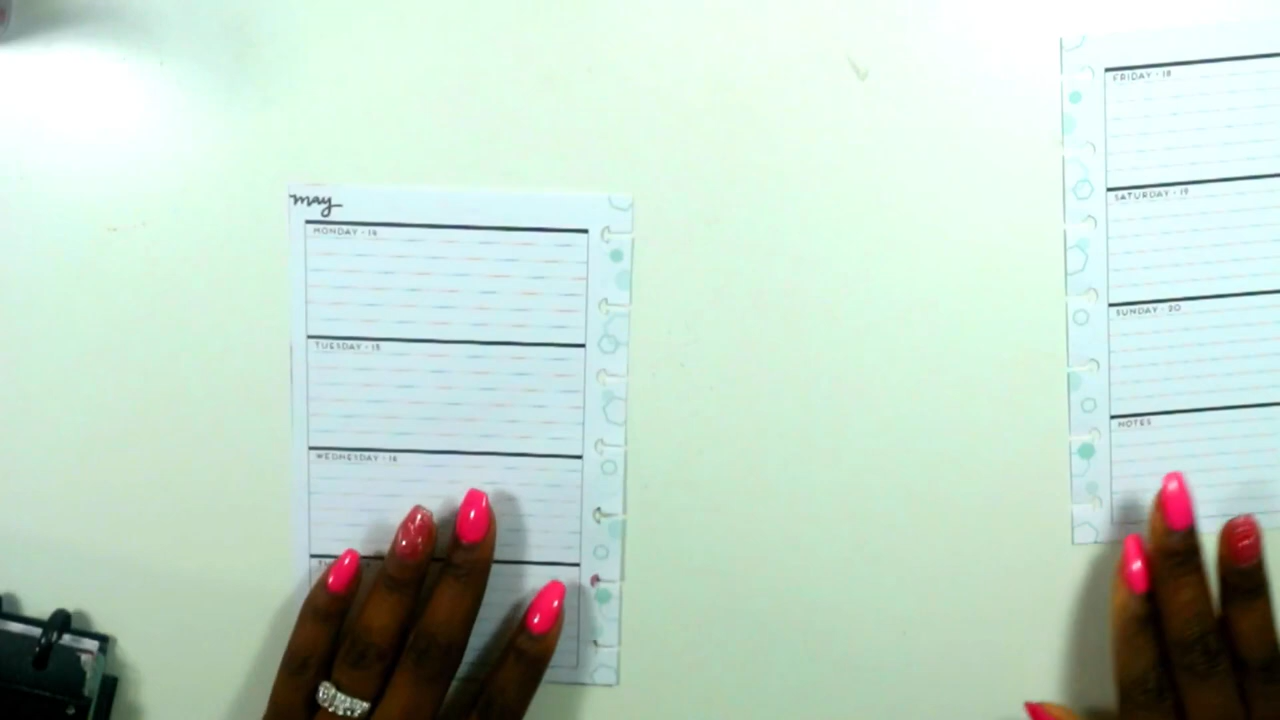 may
MONDAY · 14
TUESDAY · 15
WEDNESDAY · 16
FRIDAY · 18
SATURDAY · 19
SUNDAY · 20
NOTES